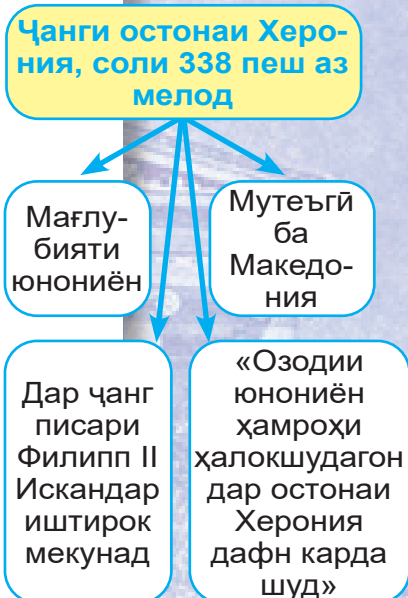 Ҷанги остонаи Херо-
ния, соли 338 пеш аз
мелод
Мағлу-
бияти
юнониён
Мутеъгӣ
ба
Македо-
ния
Дар ҷанг
писари
Филипп II
Искандар
иштирок
мекунад
«Озодии
юнониён
ҳамроҳи
ҳалокшудагон
дар остонаи
Херония
дафн карда
шуд»